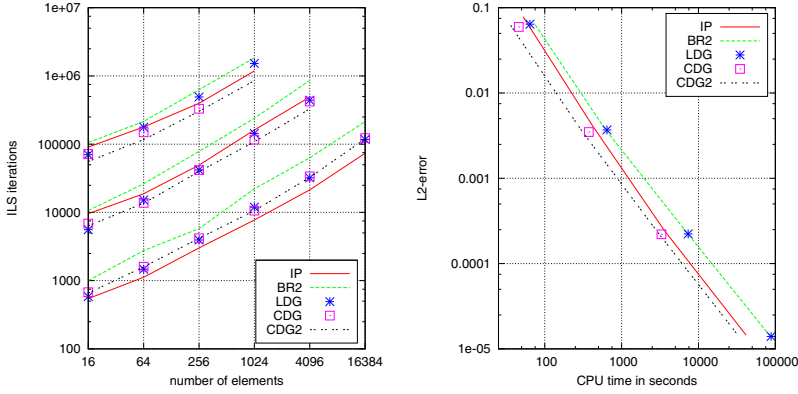 1e+07
1e+06
100000
10000
1000
100
ILS iterations
16
64
256
1024
4096
16384
number of elements
IP
BR2
LDG
CDG
CDG2
0.1
0.01
0.001
0.0001
1e-05
L2-error
100
1000
10000
100000
CPU time in seconds
IP
BR2
LDG
CDG
CDG2